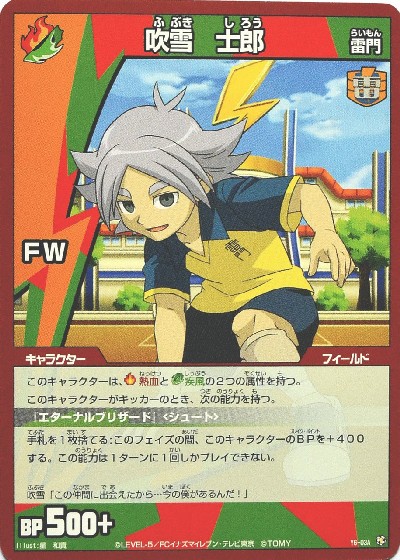 ふぶき しろう
吹雪 士郎
らいもん
雷門
FW
キャラクター
フィールド
このキャラクターは、熱血と疾風の2つの属性を持つ。
このキャラクターがキッカーのとき、次の能力を持つ。
『エターナルブリザード』<シュート>
手札を1枚捨てる:このフェイズの間、このキャラクターのBPを+400
する。この能力は1ターンに1回しかプレイできない。
吹雪「この仲間に出会えたから…今の僕があるんだ!」
BP500+
©LEVEL-5/FCイナズマイレブン・テレビ東京 ©TOMY